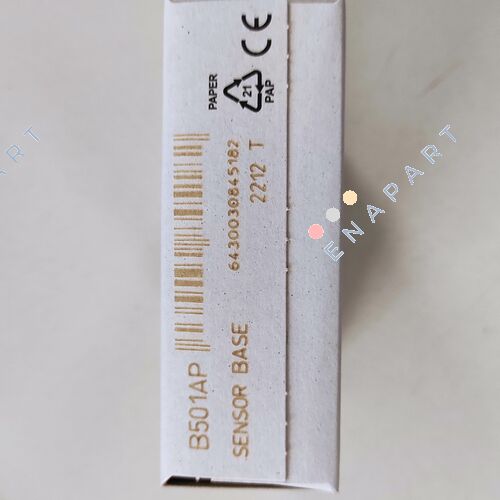 B501AP
SENSOR BASE
6430030845182
2212 T
PAPER
21
PAP
CE
ENAPART
ENAPART